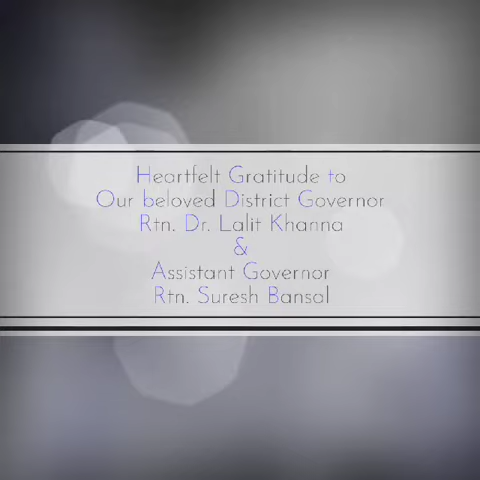 Heartfelt Gratitude to
Our beloved District Governor
Rtn. Dr. Lalit Khanna
&
Assistant Governor
Rtn. Suresh Bansal